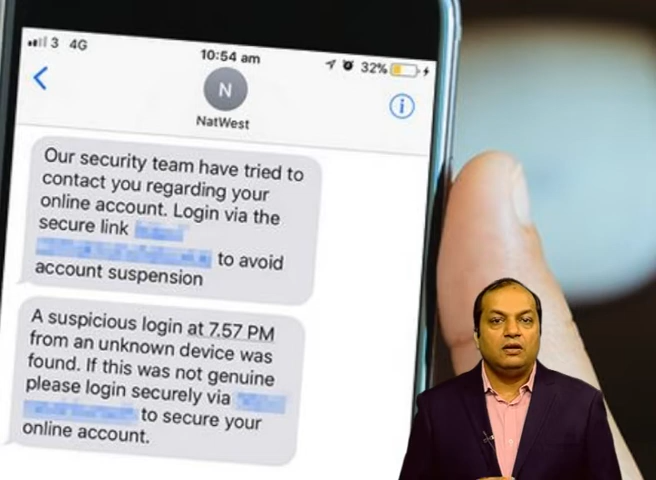 3 4G 10:54 am 32%
N
NatWest
Our security team have tried to
contact you regarding your
online account. Login via the
secure link
to avoid
account suspension
A suspicious login at 7.57 PM
from an unknown device was
found. If this was not genuine
please login securely via
to secure your
online account.